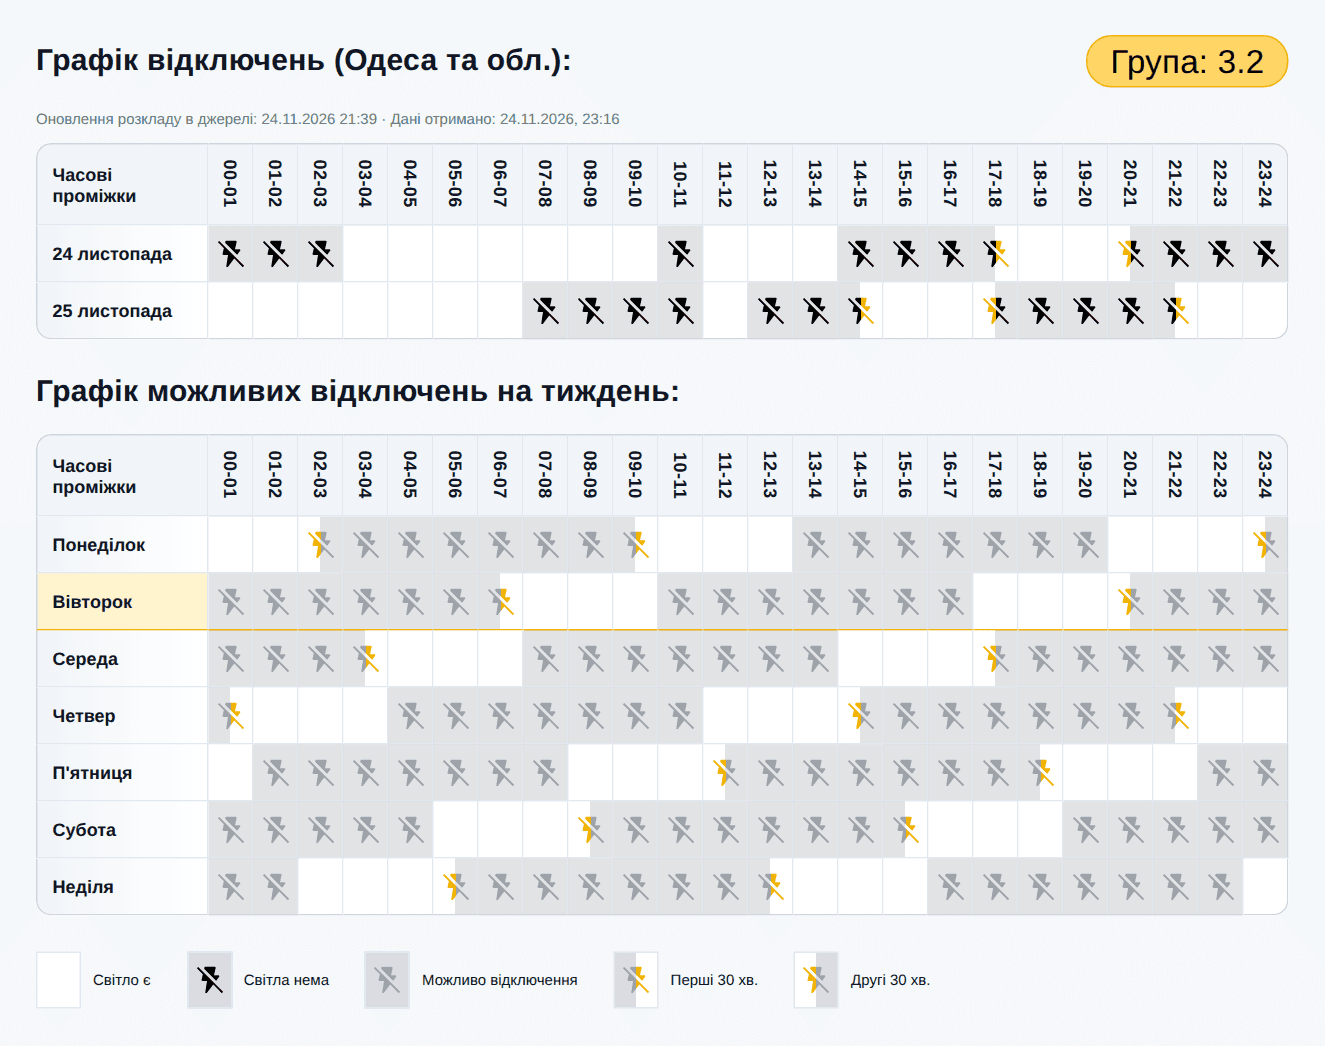 Графік відключень (Одеса та обл.):
Група: 3.2
Оновлення розкладу в джерелі: 24.11.2026 21:39 · Дані отримано: 24.11.2026, 23:16
Часові
проміжки
00-01 01-02 02-03 03-04 04-05 05-06 06-07 07-08 08-09 09-10 10-11 11-12 12-13 13-14 14-15 15-16 16-17 17-18 18-19 19-20 20-21 21-22 22-23 23-24
24 листопада
25 листопада
Графік можливих відключень на тиждень:
Часові
проміжки
00-01 01-02 02-03 03-04 04-05 05-06 06-07 07-08 08-09 09-10 10-11 11-12 12-13 13-14 14-15 15-16 16-17 17-18 18-19 19-20 20-21 21-22 22-23 23-24
Понеділок
Вівторок
Середа
Четвер
П'ятниця
Субота
Неділя
Світло є
Світла нема
Можливо відключення
Перші 30 хв.
Другі 30 хв.